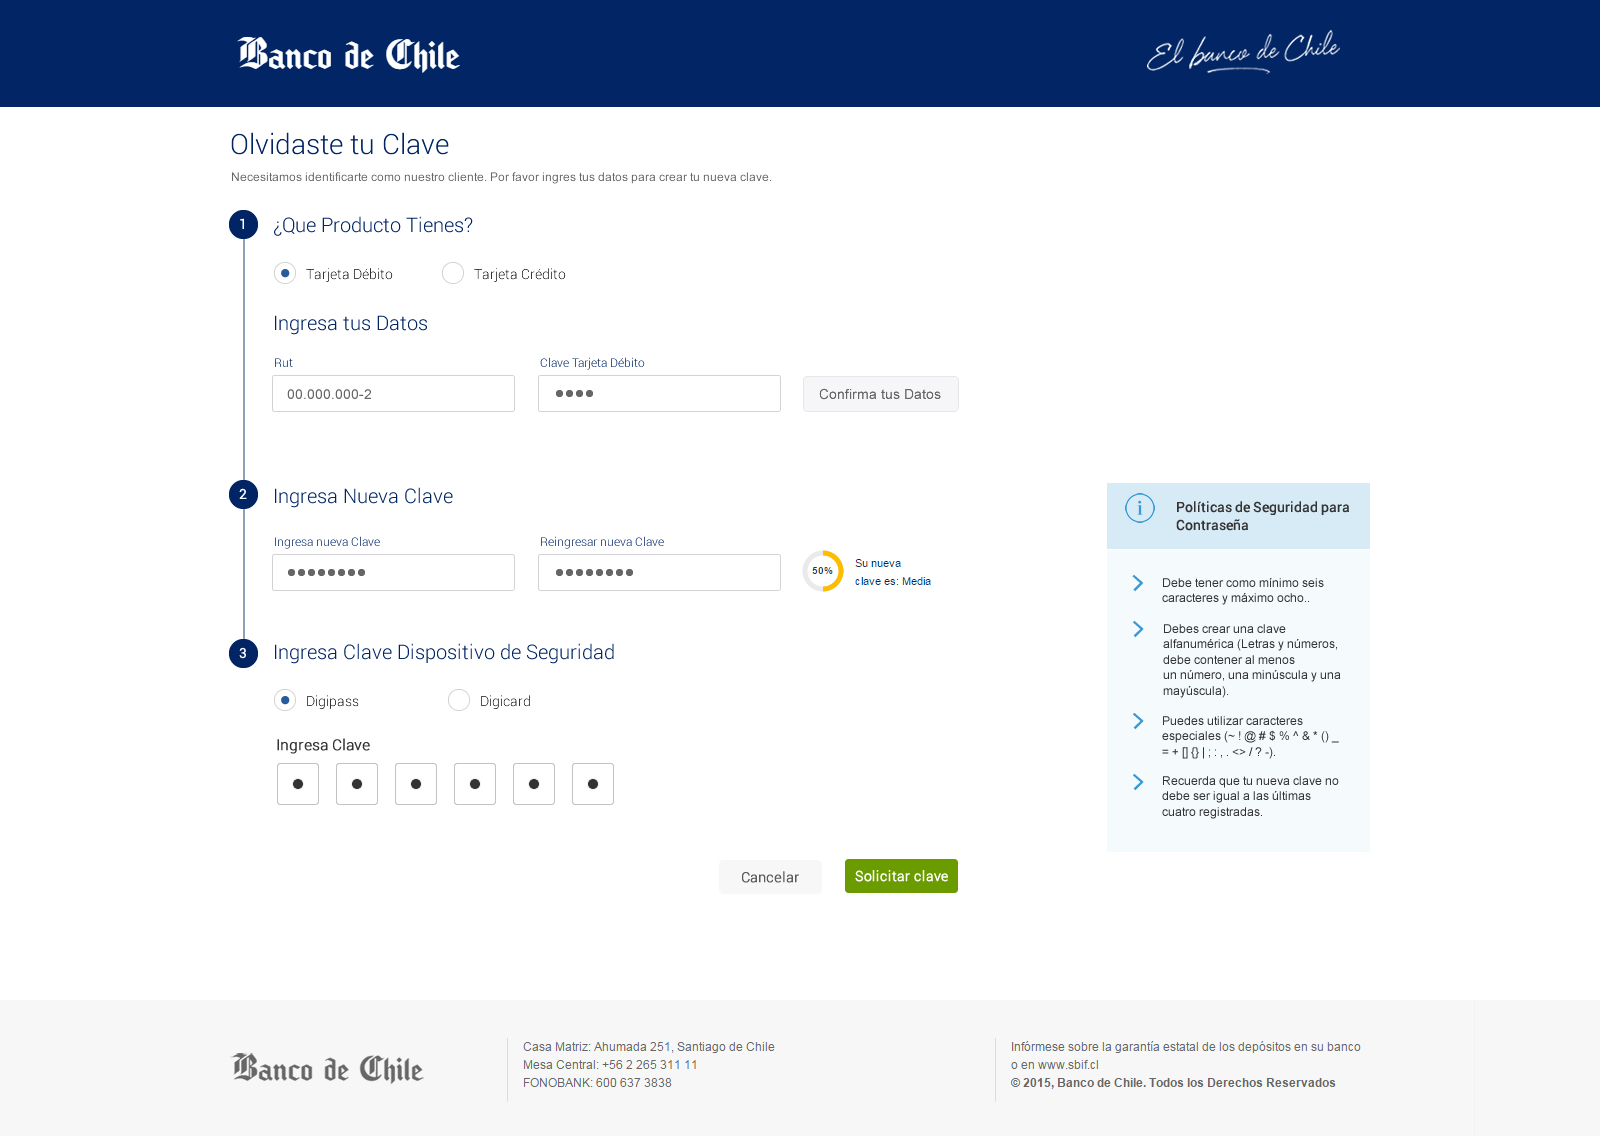 Banco de Chile
El banco de Chile
Olvidaste tu Clave
Necesitamos identificarte como nuestro cliente. Por favor ingres tus datos para crear tu nueva clave.
1
¿Que Producto Tienes?
Tarjeta Débito
Tarjeta Crédito
Ingresa tus Datos
Rut
Clave Tarjeta Débito
00.000.000-2
Confirma tus Datos
2
Ingresa Nueva Clave
Ingresa nueva Clave
Reingresar nueva Clave
50%
Su nueva
clave es: Media
3
Ingresa Clave Dispositivo de Seguridad
Digipass
Digicard
Ingresa Clave
Cancelar
Solicitar clave
i
Políticas de Seguridad para
Contraseña
Debe tener como mínimo seis
caracteres y máximo ocho..
Debes crear una clave
alfanumérica (Letras y números,
debe contener al menos
un número, una minúscula y una
mayúscula).
Puedes utilizar caracteres
especiales (~ ! @ # $ % ^ & * () _
= + [] {} | ; : , . <> / ? -).
Recuerda que tu nueva clave no
debe ser igual a las últimas
cuatro registradas.
Banco de Chile
Casa Matriz: Ahumada 251, Santiago de Chile
Mesa Central: +56 2 265 311 11
FONOBANK: 600 637 3838
Infórmese sobre la garantía estatal de los depósitos en su banco
o en www.sbif.cl
© 2015, Banco de Chile. Todos los Derechos Reservados